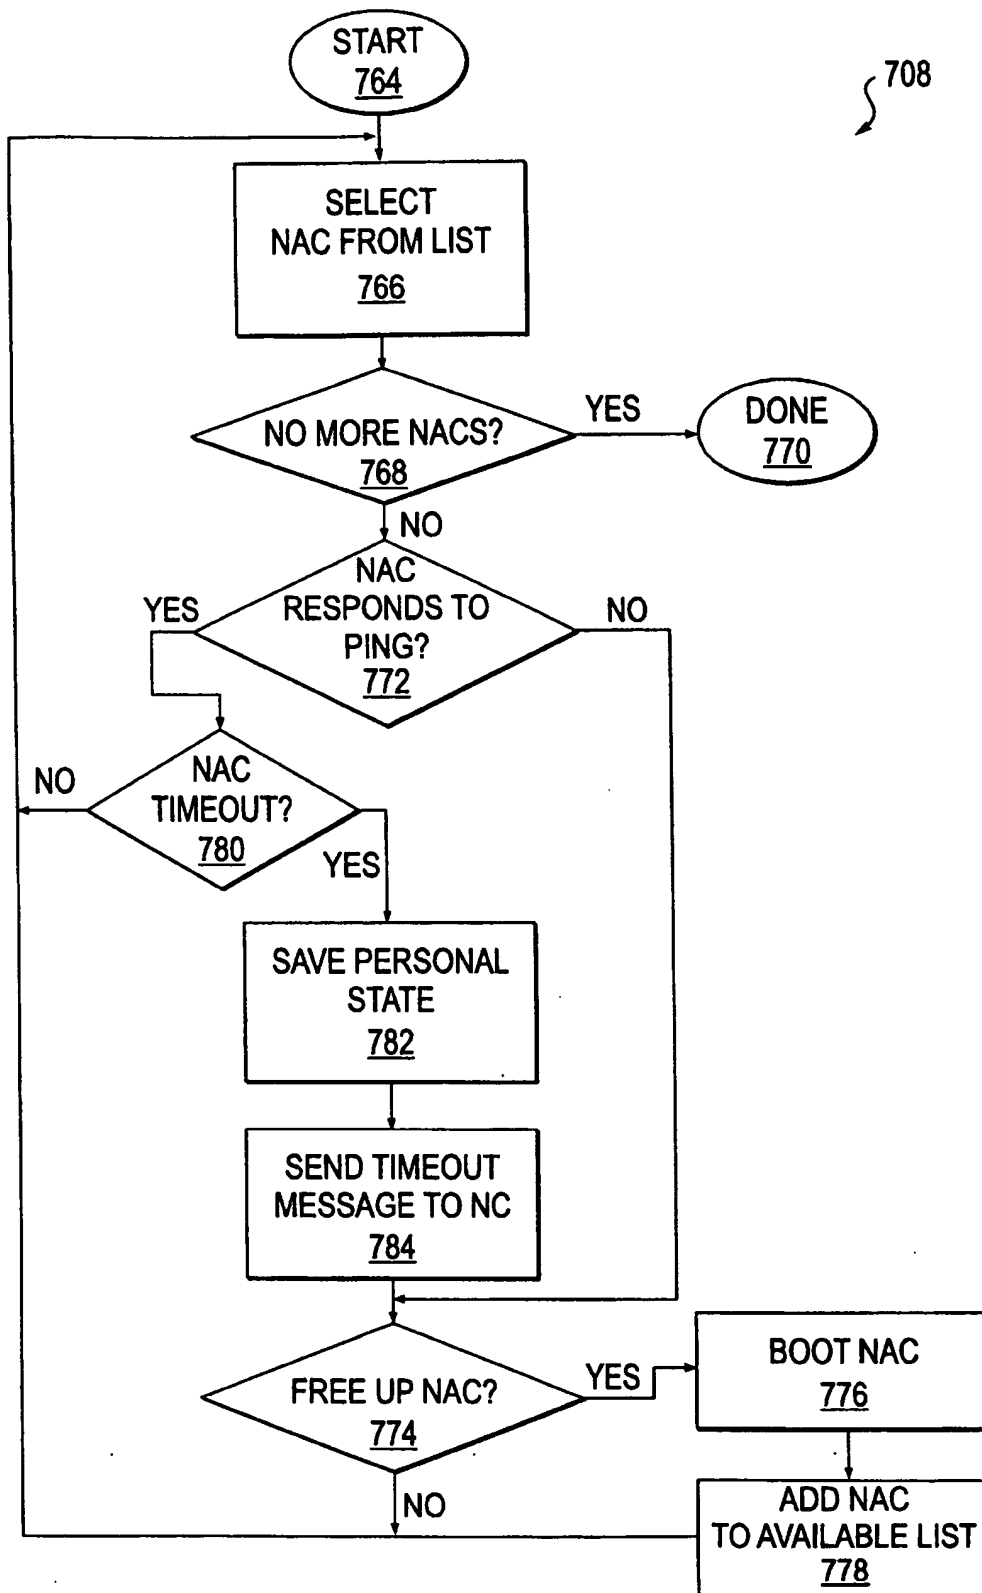 START
764
708
SELECT
NAC FROM LIST
766
NO MORE NACS?
768
YES
DONE
770
NO
NAC
RESPONDS TO
PING?
772
YES
NO
NAC
TIMEOUT?
780
NO
YES
SAVE PERSONAL
STATE
782
SEND TIMEOUT
MESSAGE TO NC
784
FREE UP NAC?
774
YES
BOOT NAC
776
NO
ADD NAC
TO AVAILABLE LIST
778